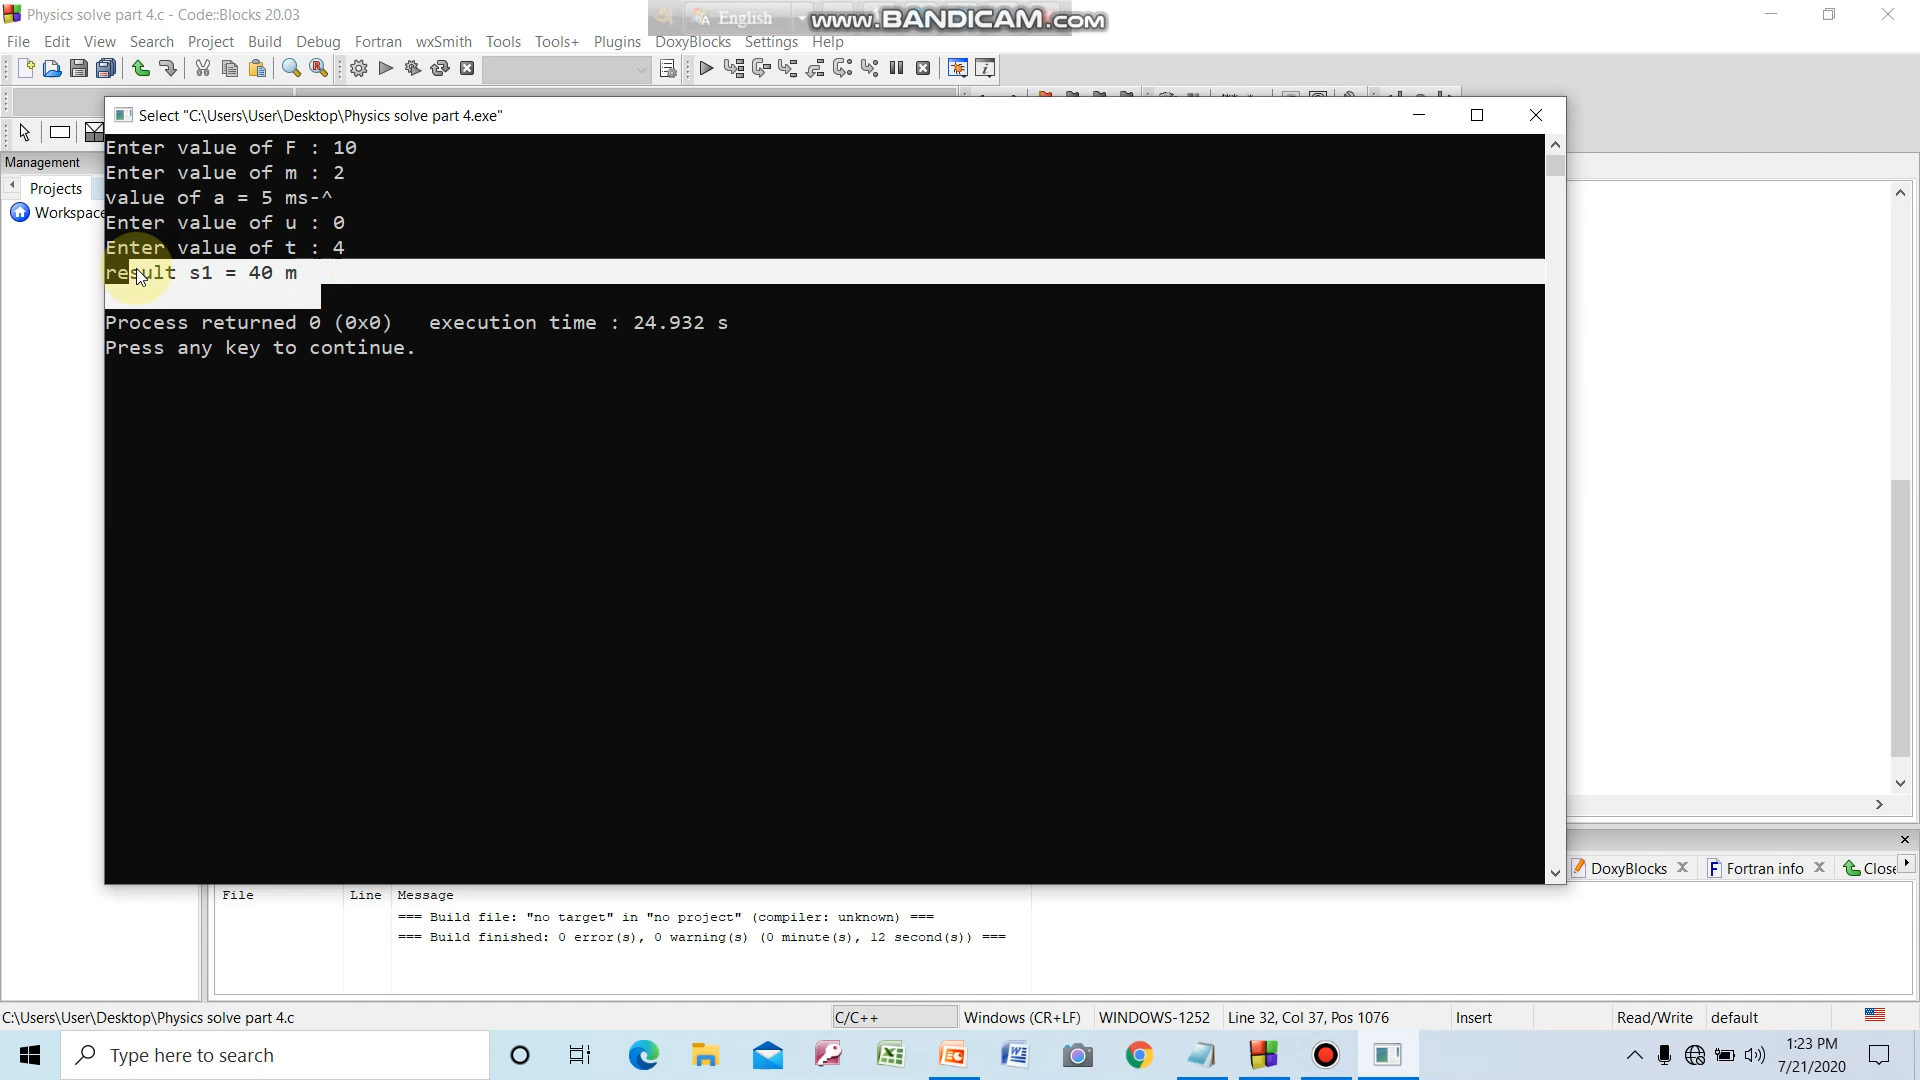 Physics solve part 4.c - Code::Blocks 20.03
English
www.BANDICAM.com
File Edit View Search Project Build Debug Fortran wxSmith Tools Tools+ Plugins DoxyBlocks Settings Help
Select "C:\Users\User\Desktop\Physics solve part 4.exe"
Management
Projects
Workspace
Enter value of F : 10
Enter value of m : 2
value of a = 5 ms-^
Enter value of u : 0
Enter value of t : 4
result s1 = 40 m
Process returned 0 (0x0)   execution time : 24.932 s
Press any key to continue.
DoxyBlocks Fortran info Close
File Line Message
=== Build file: "no target" in "no project" (compiler: unknown) ===
=== Build finished: 0 error(s), 0 warning(s) (0 minute(s), 12 second(s)) ===
C:\Users\User\Desktop\Physics solve part 4.c C/C++ Windows (CR+LF) WINDOWS-1252 Line 32, Col 37, Pos 1076 Insert Read/Write default
Type here to search
1:23 PM
7/21/2020